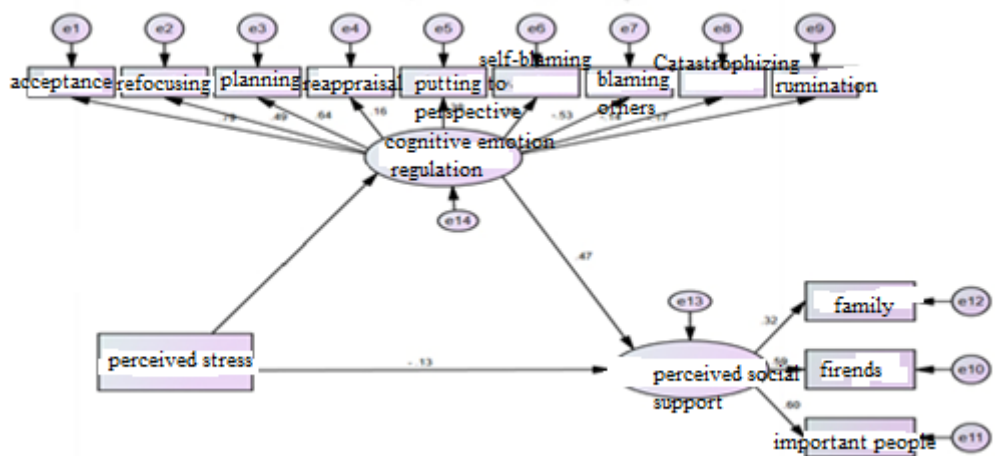 e1 e2 e3 e4 e5 e6 e7 e8 e9
acceptance refocusing planning reappraisal putting to perspective self-blaming blaming others Catastrophizing rumination
.79 .49 .64 .16 -.53
cognitive emotion
regulation
e14
.47
e13
.32
family
e12
perceived stress
-.13
perceived social
support
.59
firends
e10
.60
important people
e11